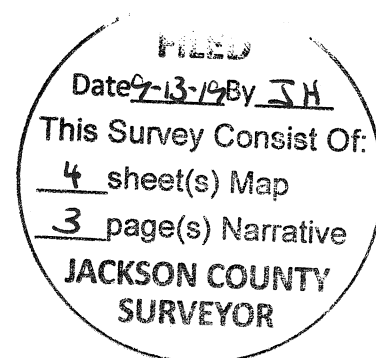 FILED
Date 9-13-19 By JH
This Survey Consist Of:
4 sheet(s) Map
3 page(s) Narrative
JACKSON COUNTY
SURVEYOR